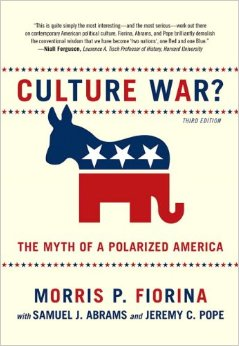 "This is quite simply the most interesting—and the most serious—work out there
on contemporary American political culture. Fiorina, Abrams, and Pope brilliantly demolish
the conventional wisdom that we have become 'two nations', one Red and one Blue."
—Niall Ferguson, Laurence A. Tisch Professor of History, Harvard University
CULTURE WAR?
THIRD EDITION
THE MYTH OF A POLARIZED AMERICA
MORRIS P. FIORINA
with SAMUEL J. ABRAMS and JEREMY C. POPE